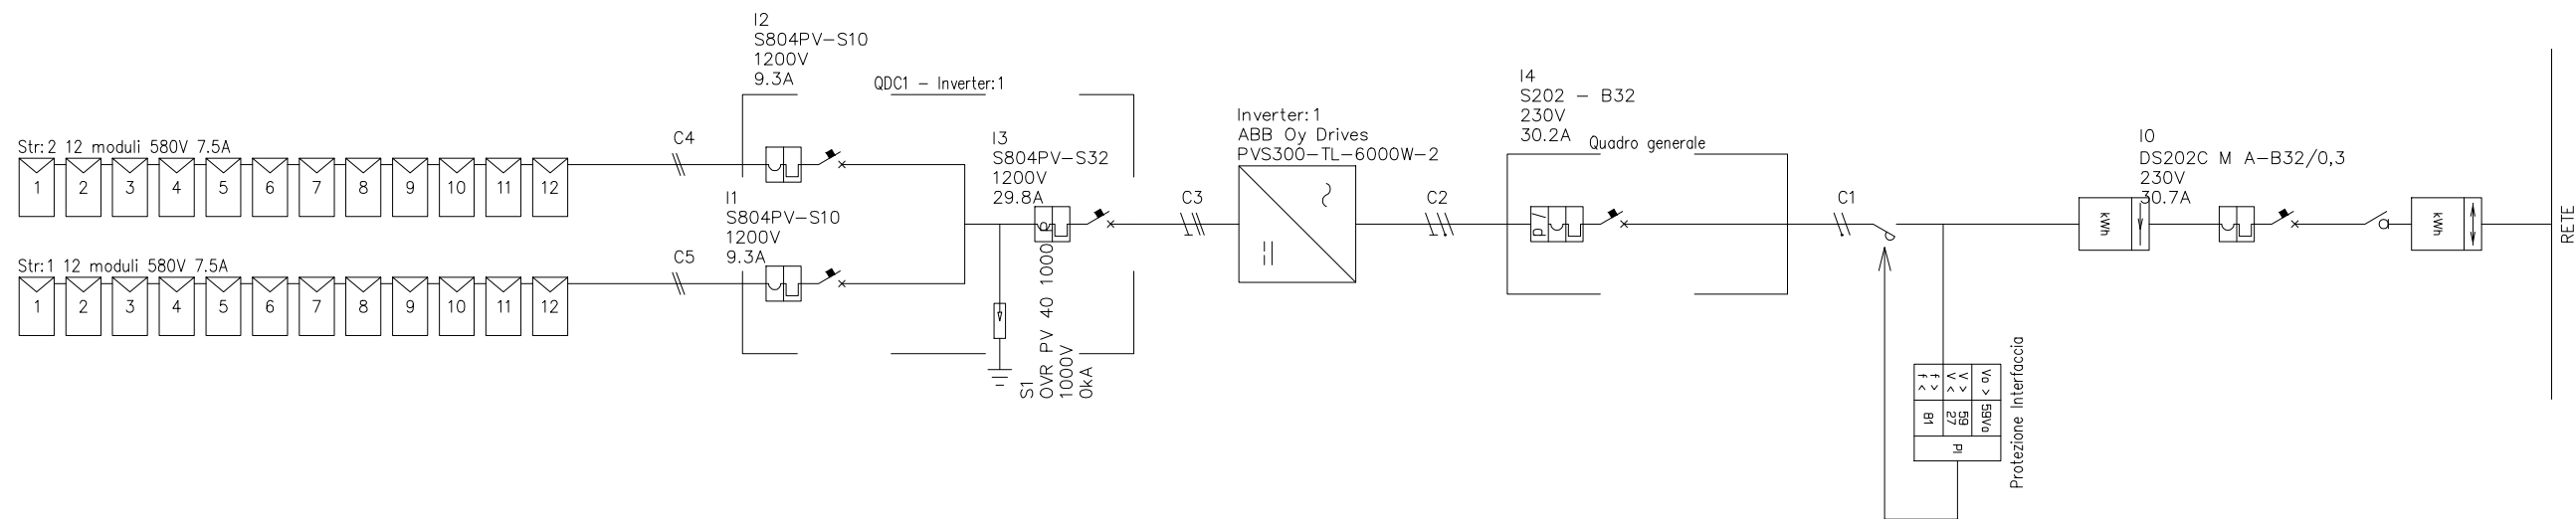 I2
S804PV-S10
1200V
9.3A
QDC1 - Inverter:1
Str:2 12 moduli 580V 7.5A
1 2 3 4 5 6 7 8 9 10 11 12
C4
I1
S804PV-S10
1200V
9.3A
Str:1 12 moduli 580V 7.5A
1 2 3 4 5 6 7 8 9 10 11 12
C5
I3
S804PV-S32
1200V
29.8A
S1
OVR PV 40 1000 P
1000V
0kA
C3
Inverter:1
ABB Oy Drives
PVS300-TL-6000W-2
C2
I4
S202 - B32
230V
30.2A
Quadro generale
Id
C1
Vo > 59Vo
V > 59
V < 27
f >
f < 81
PI
Protezione Interfaccia
kWh
I0
DS202C M A-B32/0,3
230V
30.7A
kWh
RETE